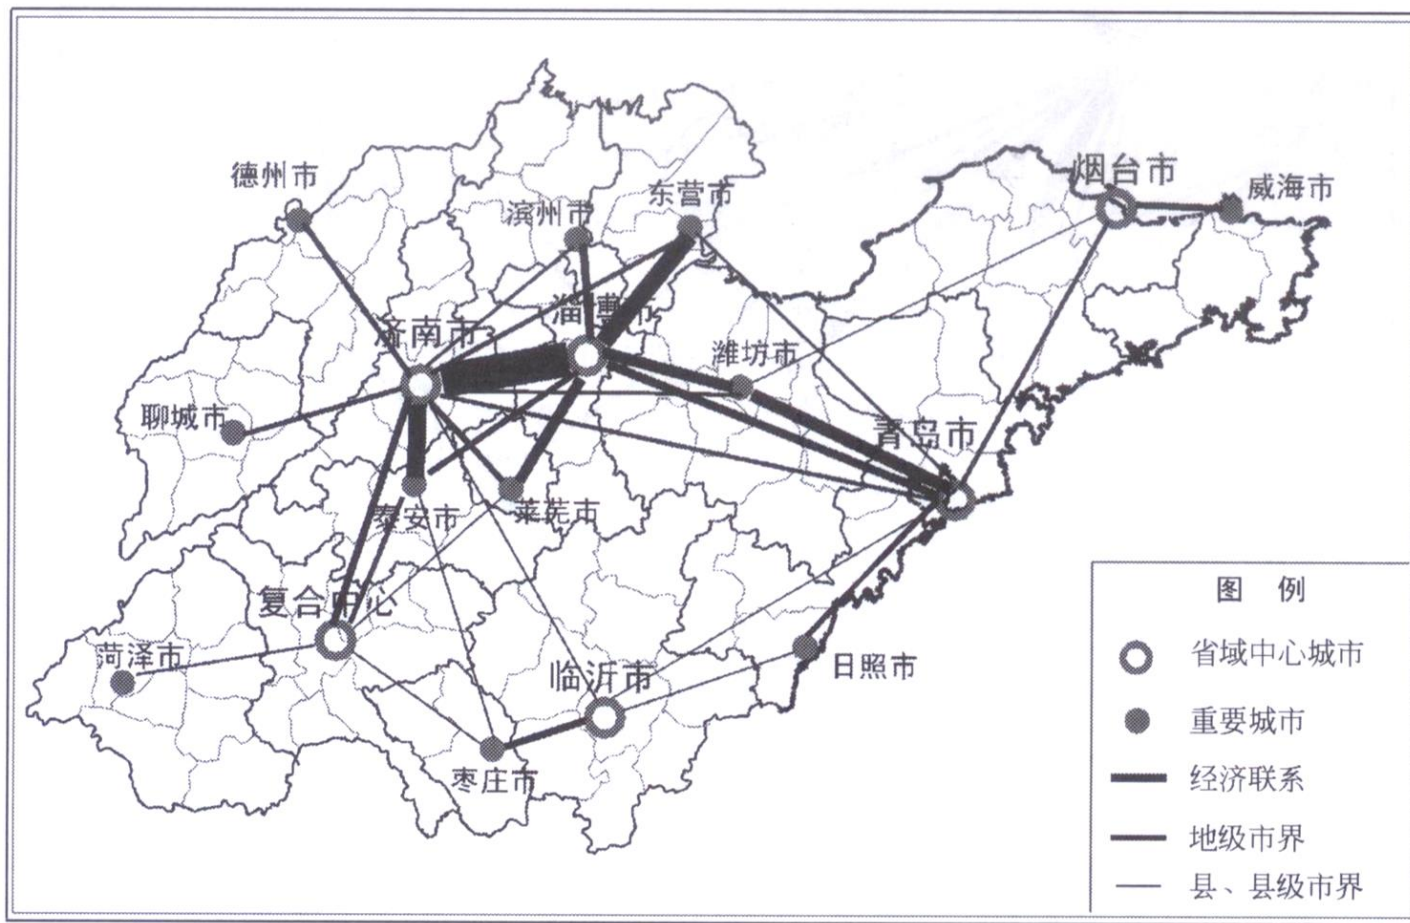 德州市
滨州市
东营市
烟台市
威海市
济南市
淄博市
潍坊市
聊城市
青岛市
泰安市
莱芜市
复合中心
菏泽市
临沂市
日照市
枣庄市
图 例
省域中心城市
重要城市
经济联系
地级市界
县、县级市界